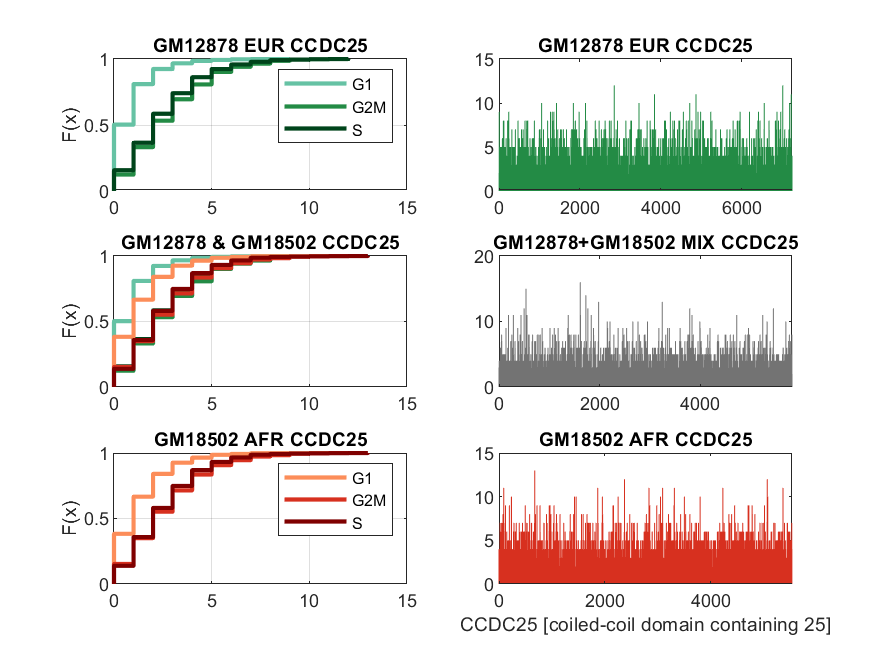 GM12878 EUR CCDC25
F(x)
1
0.5
0
0 5 10 15
G1
G2M
S
GM12878 EUR CCDC25
15
10
5
0
0 2000 4000 6000
GM12878 & GM18502 CCDC25
F(x)
1
0.5
0
0 5 10 15
GM12878+GM18502 MIX CCDC25
20
10
0
0 2000 4000
GM18502 AFR CCDC25
F(x)
1
0.5
0
0 5 10 15
G1
G2M
S
GM18502 AFR CCDC25
15
10
5
0
0 2000 4000
CCDC25 [coiled-coil domain containing 25]